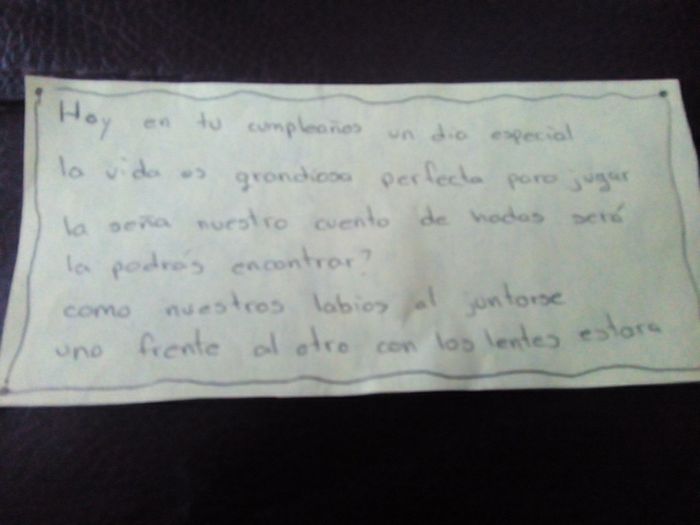 Hoy en tu cumpleaños un dia especial
la vida es grandiosa perfecta para jugar
la seña nuestro cuento de hadas será
la podrás encontrar?
como nuestros labios al juntarse
uno frente al otro con los lentes estara